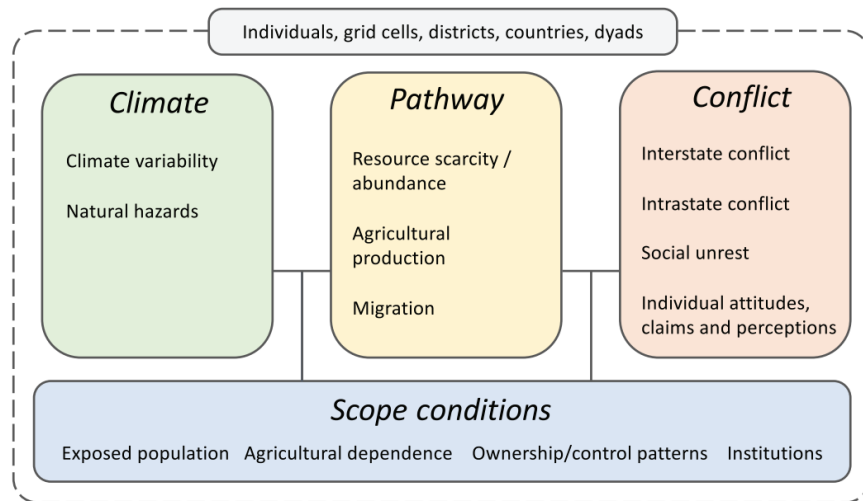 Individuals, grid cells, districts, countries, dyads
Climate
Climate variability
Natural hazards
Pathway
Resource scarcity /
abundance
Agricultural
production
Migration
Conflict
Interstate conflict
Intrastate conflict
Social unrest
Individual attitudes,
claims and perceptions
Scope conditions
Exposed population Agricultural dependence Ownership/control patterns Institutions